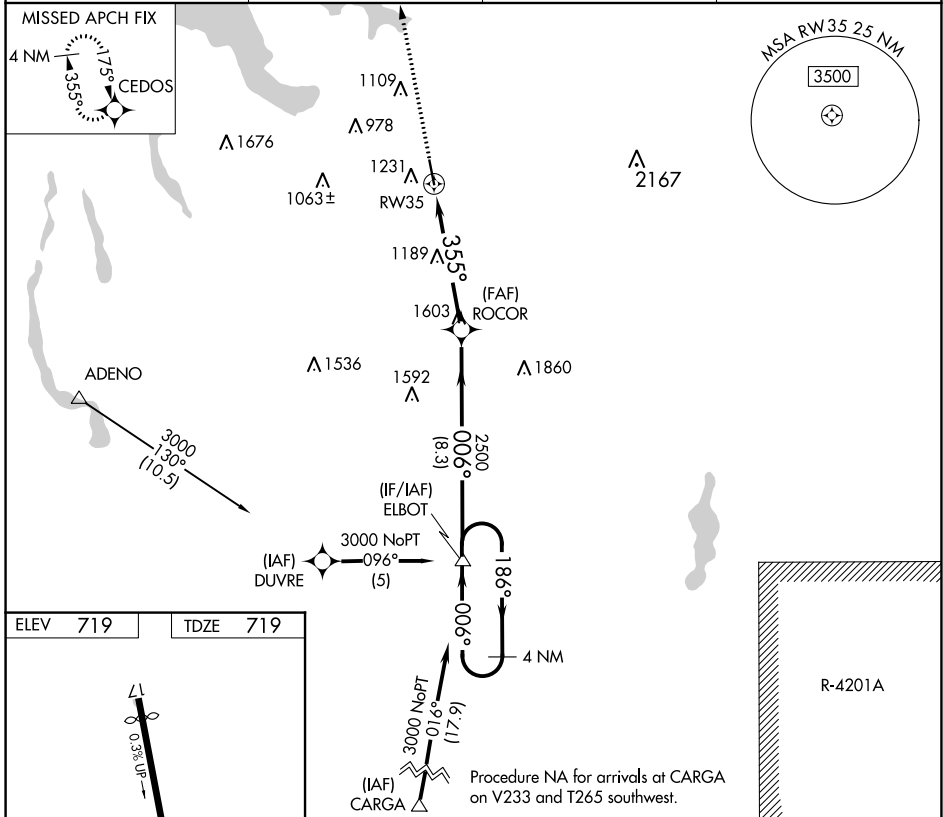 MISSED APCH FIX
4 NM
175°
CEDOS
355°
MSA RW35 25 NM
3500
1109
978
1676
1231
1063±
RW35
2167
355°
1189
(FAF)
ROCOR
1603
1536
1592
1860
ADENO
3000
130°
(10.5)
2500
006°
(8.3)
(IF/IAF)
ELBOT
3000 NoPT
096°
(5)
(IAF)
DUVRE
186°
006°
4 NM
3000 NoPT
016°
(17.9)
(IAF)
CARGA
Procedure NA for arrivals at CARGA
on V233 and T265 southwest.
R-4201A
ELEV 719
TDZE 719
17
0.3% UP